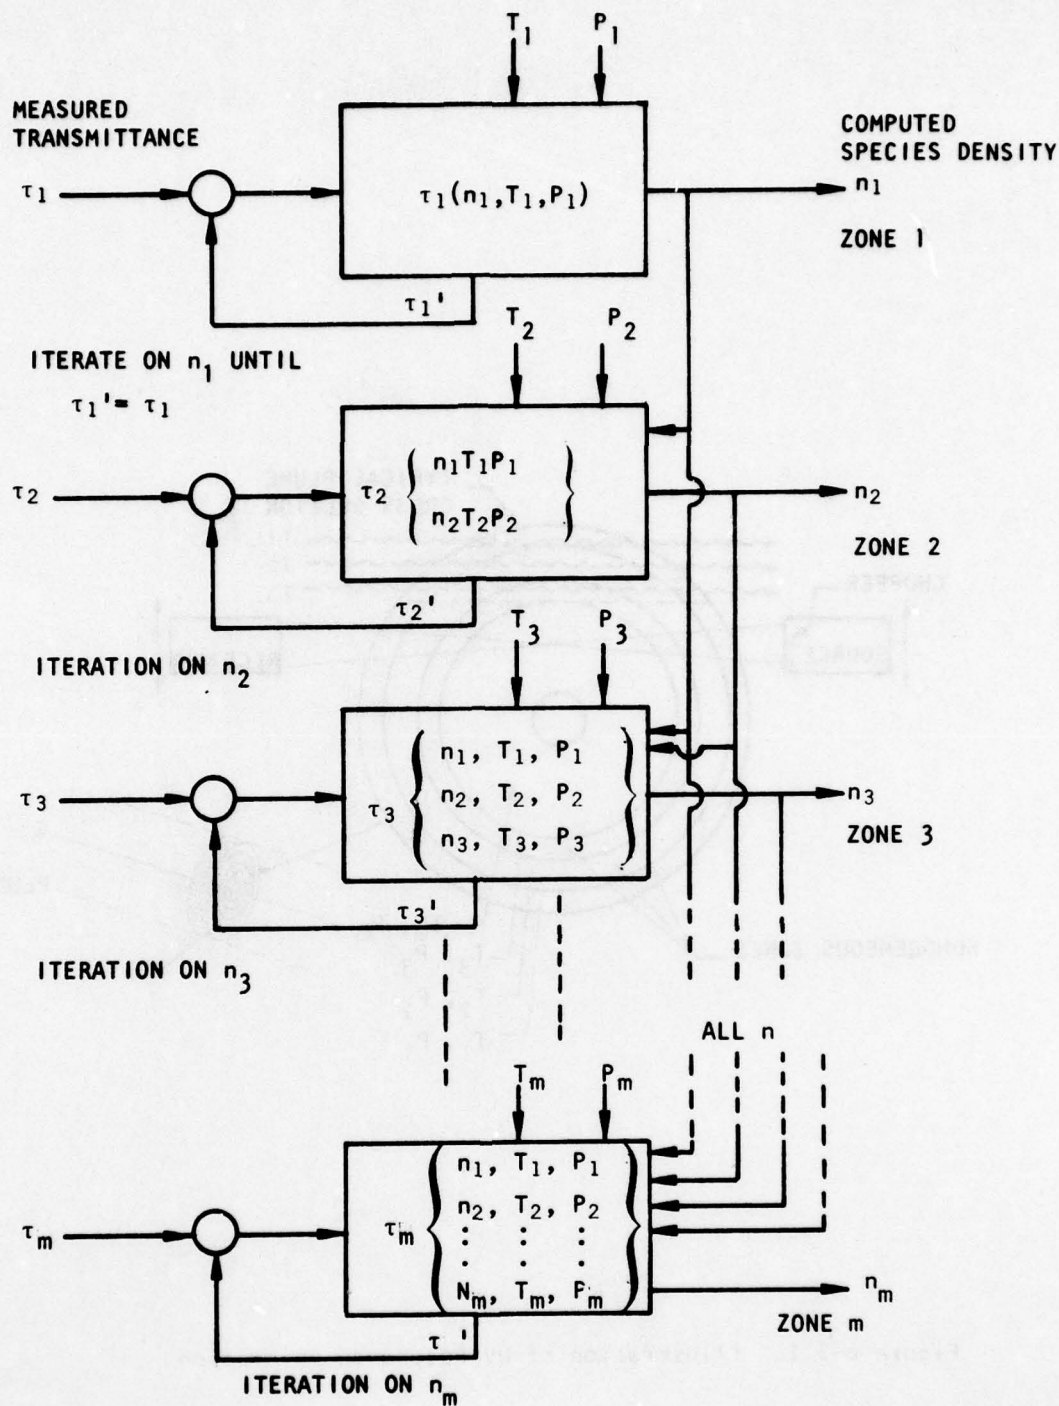 T₁ P₁
MEASURED
TRANSMITTANCE
COMPUTED
SPECIES DENSITY
τ₁
τ₁(n₁,T₁,P₁)
n₁
ZONE 1
τ₁'
ITERATE ON n₁ UNTIL
τ₁'= τ₁
T₂ P₂
τ₂
τ₂ { n₁T₁P₁
n₂T₂P₂ }
n₂
ZONE 2
τ₂'
ITERATION ON n₂
T₃ P₃
τ₃
τ₃ { n₁, T₁, P₁
n₂, T₂, P₂
n₃, T₃, P₃ }
n₃
ZONE 3
τ₃'
ITERATION ON n₃
ALL n
Tₘ Pₘ
τₘ
τₘ { n₁, T₁, P₁
n₂, T₂, P₂
⋮ ⋮ ⋮
Nₘ, Tₘ, Pₘ }
nₘ
ZONE m
τ '
ITERATION ON nₘ